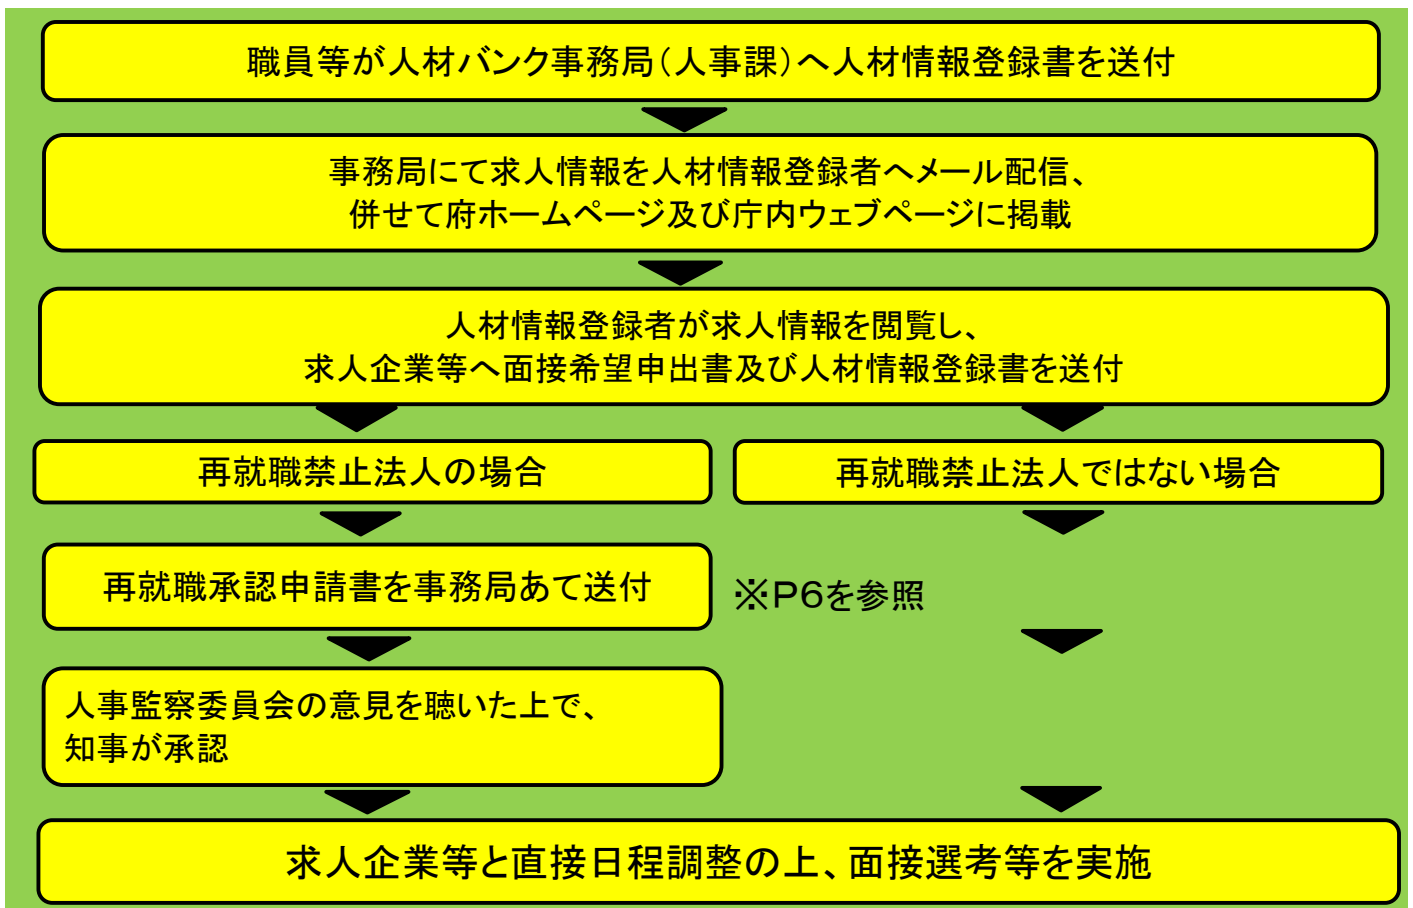 職員等が人材バンク事務局（人事課）へ人材情報登録書を送付
事務局にて求人情報を人材情報登録者へメール配信、
併せて府ホームページ及び庁内ウェブページに掲載
人材情報登録者が求人情報を閲覧し、
求人企業等へ面接希望申出書及び人材情報登録書を送付
再就職禁止法人の場合
再就職禁止法人ではない場合
再就職承認申請書を事務局あて送付
※P6を参照
人事監察委員会の意見を聴いた上で、
知事が承認
求人企業等と直接日程調整の上、面接選考等を実施